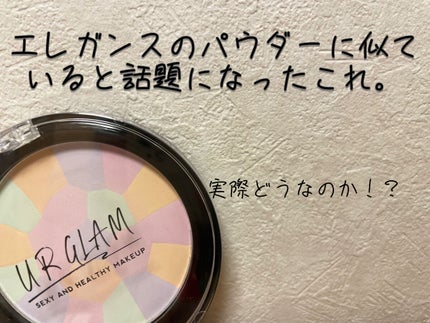 エレガンスのパウダーに似て
いると話題になったこれ。
実際どうなのか！？
UR GLAM
SEXY AND HEALTHY MAKEUP